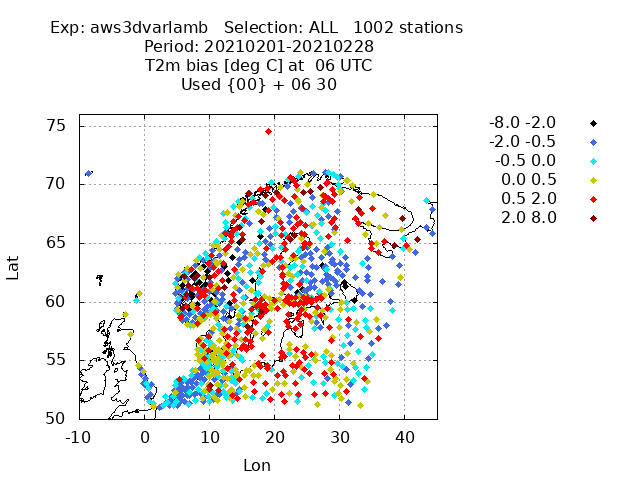 Exp: aws3dvarlamb   Selection: ALL   1002 stations
Period: 20210201-20210228
T2m bias [deg C] at  06 UTC
Used {00} + 06 30
-8.0 -2.0
-2.0 -0.5
-0.5 0.0
0.0 0.5
0.5 2.0
2.0 8.0
75
70
65
60
55
50
Lat
-10 0 10 20 30 40
Lon